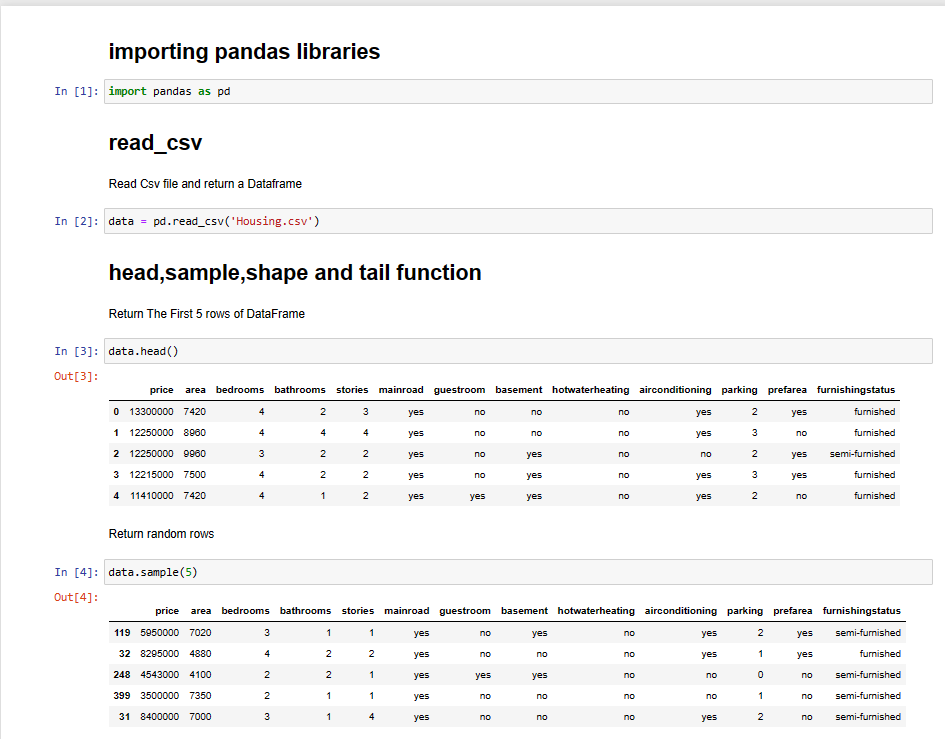 importing pandas libraries
In [1]: import pandas as pd
read_csv
Read Csv file and return a Dataframe
In [2]: data = pd.read_csv('Housing.csv')
head,sample,shape and tail function
Return The First 5 rows of DataFrame
In [3]: data.head()
Out[3]:
price area bedrooms bathrooms stories mainroad guestroom basement hotwaterheating airconditioning parking prefarea furnishingstatus
0 13300000 7420 4 2 3 yes no no no yes 2 yes furnished
1 12250000 8960 4 4 4 yes no no no yes 3 no furnished
2 12250000 9960 3 2 2 yes no yes no no 2 yes semi-furnished
3 12215000 7500 4 2 2 yes no yes no yes 3 yes furnished
4 11410000 7420 4 1 2 yes yes yes no yes 2 no furnished
Return random rows
In [4]: data.sample(5)
Out[4]:
price area bedrooms bathrooms stories mainroad guestroom basement hotwaterheating airconditioning parking prefarea furnishingstatus
119 5950000 7020 3 1 1 yes no yes no yes 2 yes semi-furnished
32 8295000 4880 4 2 2 yes no no no yes 1 yes furnished
248 4543000 4100 2 2 1 yes yes yes no no 0 no semi-furnished
399 3500000 7350 2 1 1 yes no no no no 1 no semi-furnished
31 8400000 7000 3 1 4 yes no no no yes 2 no semi-furnished